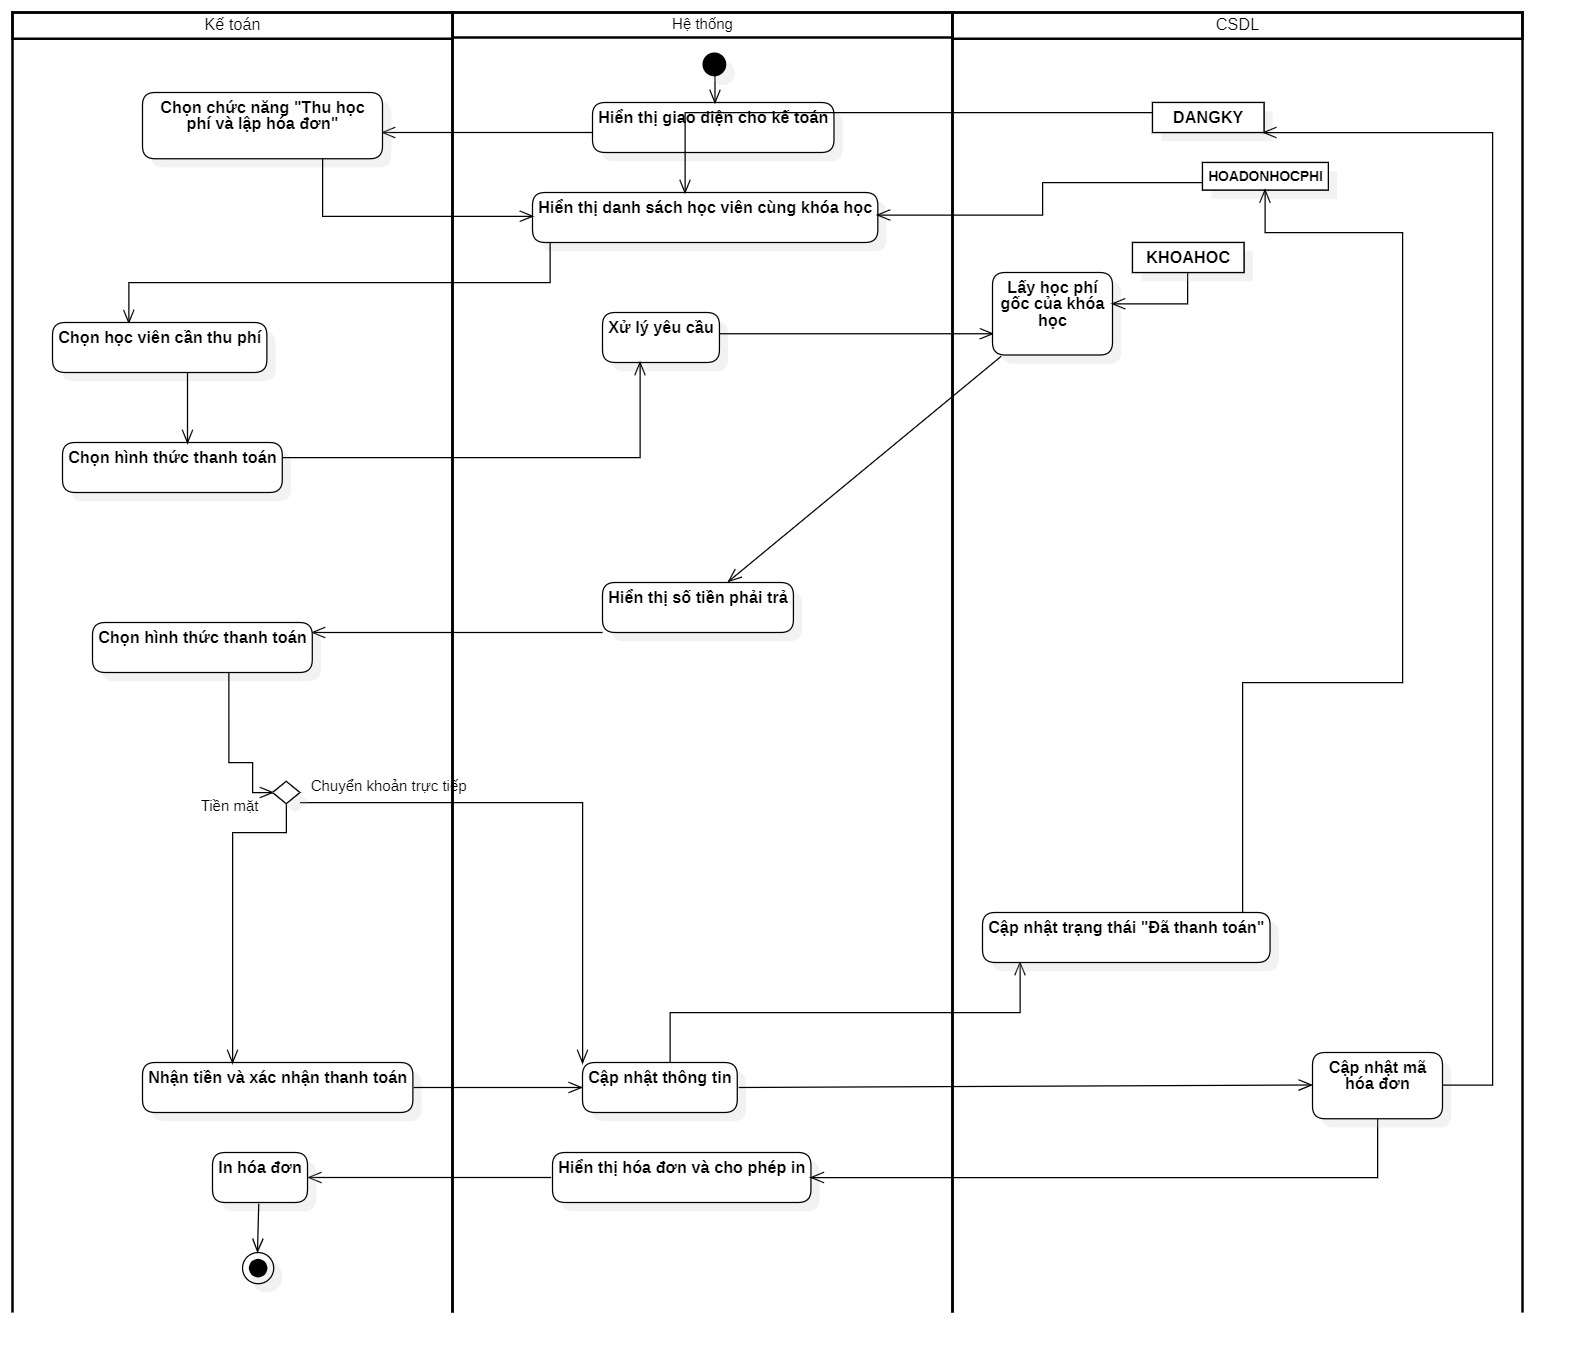 Kế toán
Hệ thống
CSDL
Chọn chức năng "Thu học
phí và lập hóa đơn"
Hiển thị giao diện cho kế toán
DANGKY
HOADONHOCPHI
Hiển thị danh sách học viên cùng khóa học
KHOAHOC
Lấy học phí
gốc của khóa
học
Chọn học viên cần thu phí
Xử lý yêu cầu
Chọn hình thức thanh toán
Hiển thị số tiền phải trả
Chọn hình thức thanh toán
Chuyển khoản trực tiếp
Tiền mặt
Cập nhật trạng thái "Đã thanh toán"
Nhận tiền và xác nhận thanh toán
Cập nhật thông tin
Cập nhật mã
hóa đơn
In hóa đơn
Hiển thị hóa đơn và cho phép in